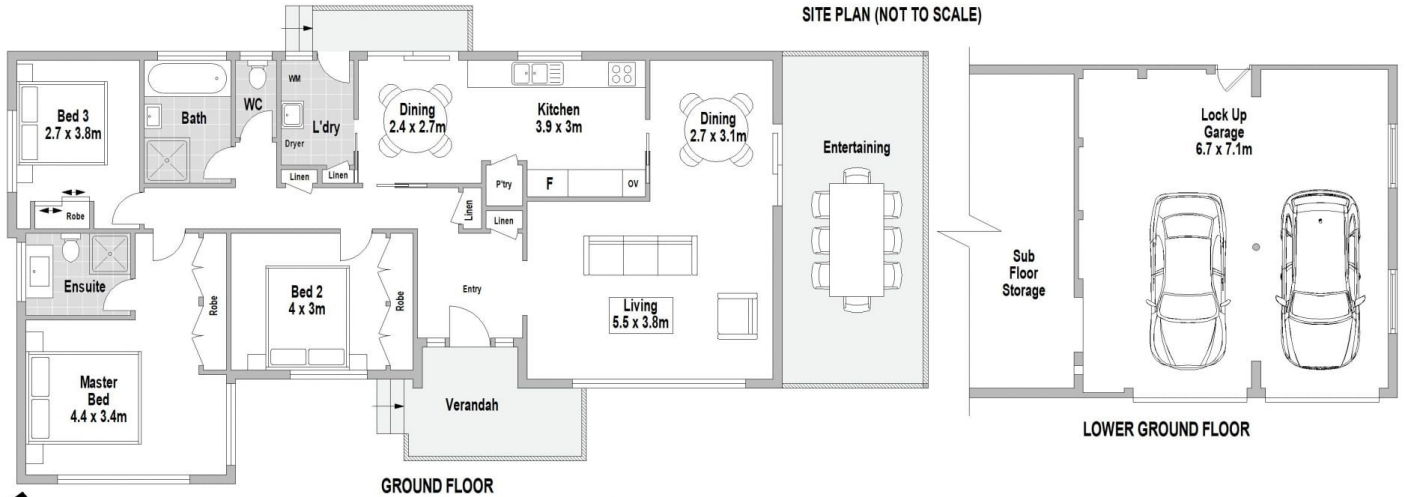 SITE PLAN (NOT TO SCALE)
Bed 3
2.7 x 3.8m
Robe
Bath
WC
WM
L'dry
Dryer
Linen
Linen
Dining
2.4 x 2.7m
Kitchen
3.9 x 3m
P'try
F
OV
Linen
Linen
Dining
2.7 x 3.1m
Entertaining
Ensuite
Robe
Bed 2
4 x 3m
Robe
Entry
Living
5.5 x 3.8m
Master
Bed
4.4 x 3.4m
Verandah
GROUND FLOOR
Lock Up
Garage
6.7 x 7.1m
Sub
Floor
Storage
LOWER GROUND FLOOR